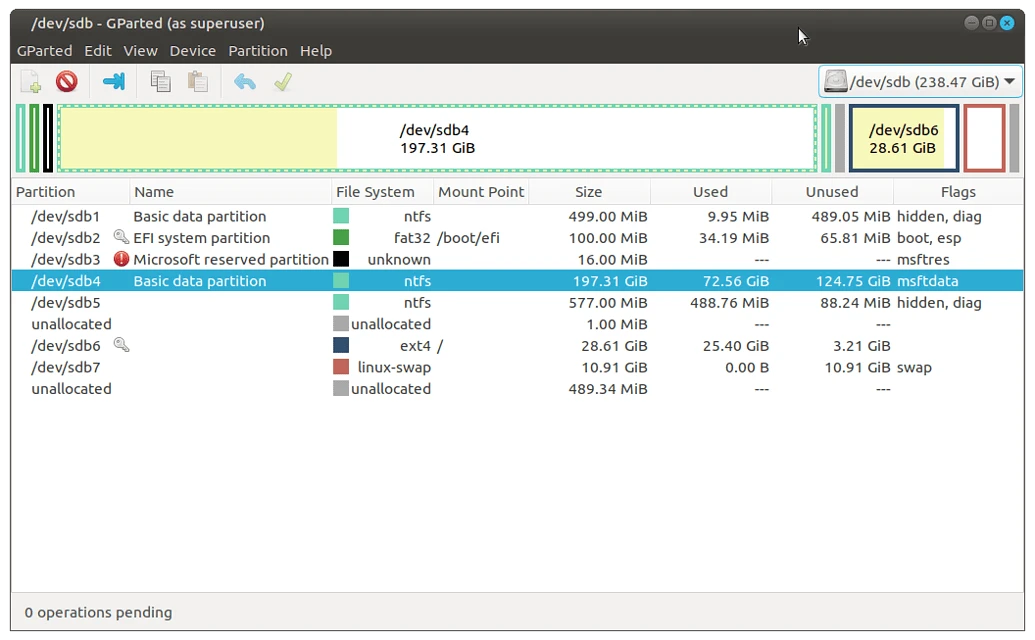 /dev/sdb - GParted (as superuser)
GParted Edit View Device Partition Help
/dev/sdb (238.47 GiB)
/dev/sdb4
197.31 GiB
/dev/sdb6
28.61 GiB
Partition Name File System Mount Point Size Used Unused Flags
/dev/sdb1 Basic data partition ntfs 499.00 MiB 9.95 MiB 489.05 MiB hidden, diag
/dev/sdb2 EFI system partition fat32 /boot/efi 100.00 MiB 34.19 MiB 65.81 MiB boot, esp
/dev/sdb3 Microsoft reserved partition unknown 16.00 MiB --- --- msftres
/dev/sdb4 Basic data partition ntfs 197.31 GiB 72.56 GiB 124.75 GiB msftdata
/dev/sdb5 ntfs 577.00 MiB 488.76 MiB 88.24 MiB hidden, diag
unallocated unallocated 1.00 MiB --- ---
/dev/sdb6 ext4 / 28.61 GiB 25.40 GiB 3.21 GiB
/dev/sdb7 linux-swap 10.91 GiB 0.00 B 10.91 GiB swap
unallocated unallocated 489.34 MiB --- ---
0 operations pending